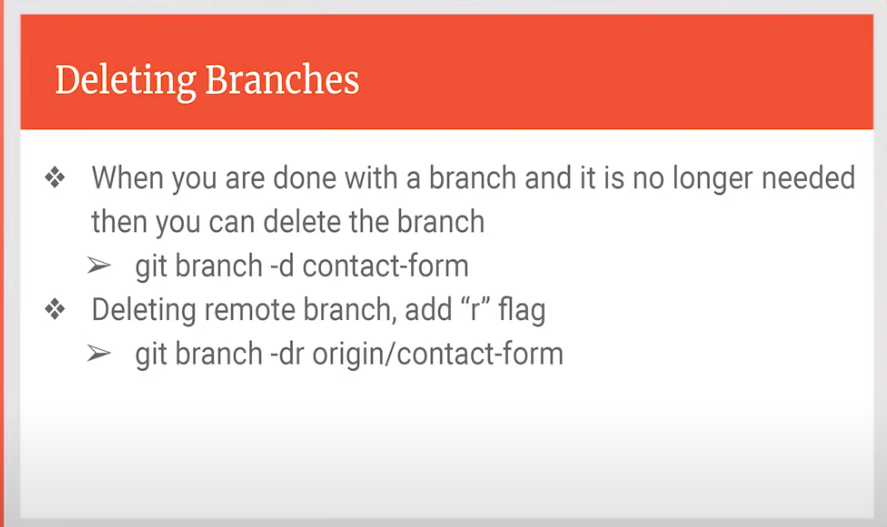 Deleting Branches
❖ When you are done with a branch and it is no longer needed
then you can delete the branch
➢ git branch -d contact-form
❖ Deleting remote branch, add “r” flag
➢ git branch -dr origin/contact-form